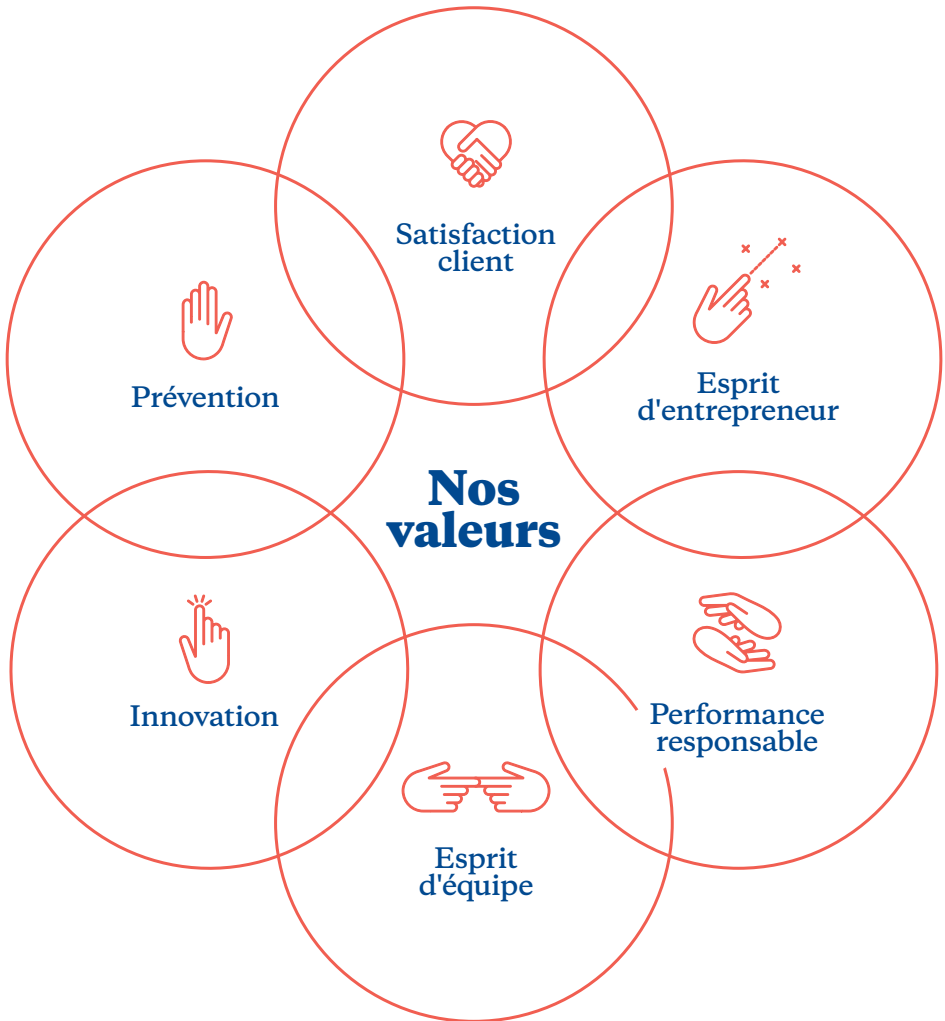 Satisfaction
client
Esprit
d'entrepreneur
Prévention
Nos
valeurs
Performance
responsable
Innovation
Esprit
d'équipe